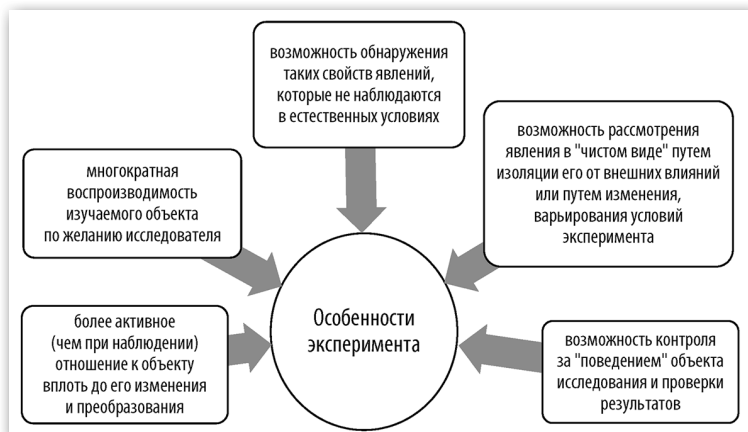 возможность обнаружения
таких свойств явлений,
которые не наблюдаются
в естественных условиях
многократная
воспроизводимость
изучаемого объекта
по желанию исследователя
возможность рассмотрения
явления в "чистом виде" путем
изоляции его от внешних влияний
или путем изменения,
варьирования условий
эксперимента
более активное
(чем при наблюдении)
отношение к объекту
вплоть до его изменения
и преобразования
Особенности
эксперимента
возможность контроля
за "поведением" объекта
исследования и проверки
результатов